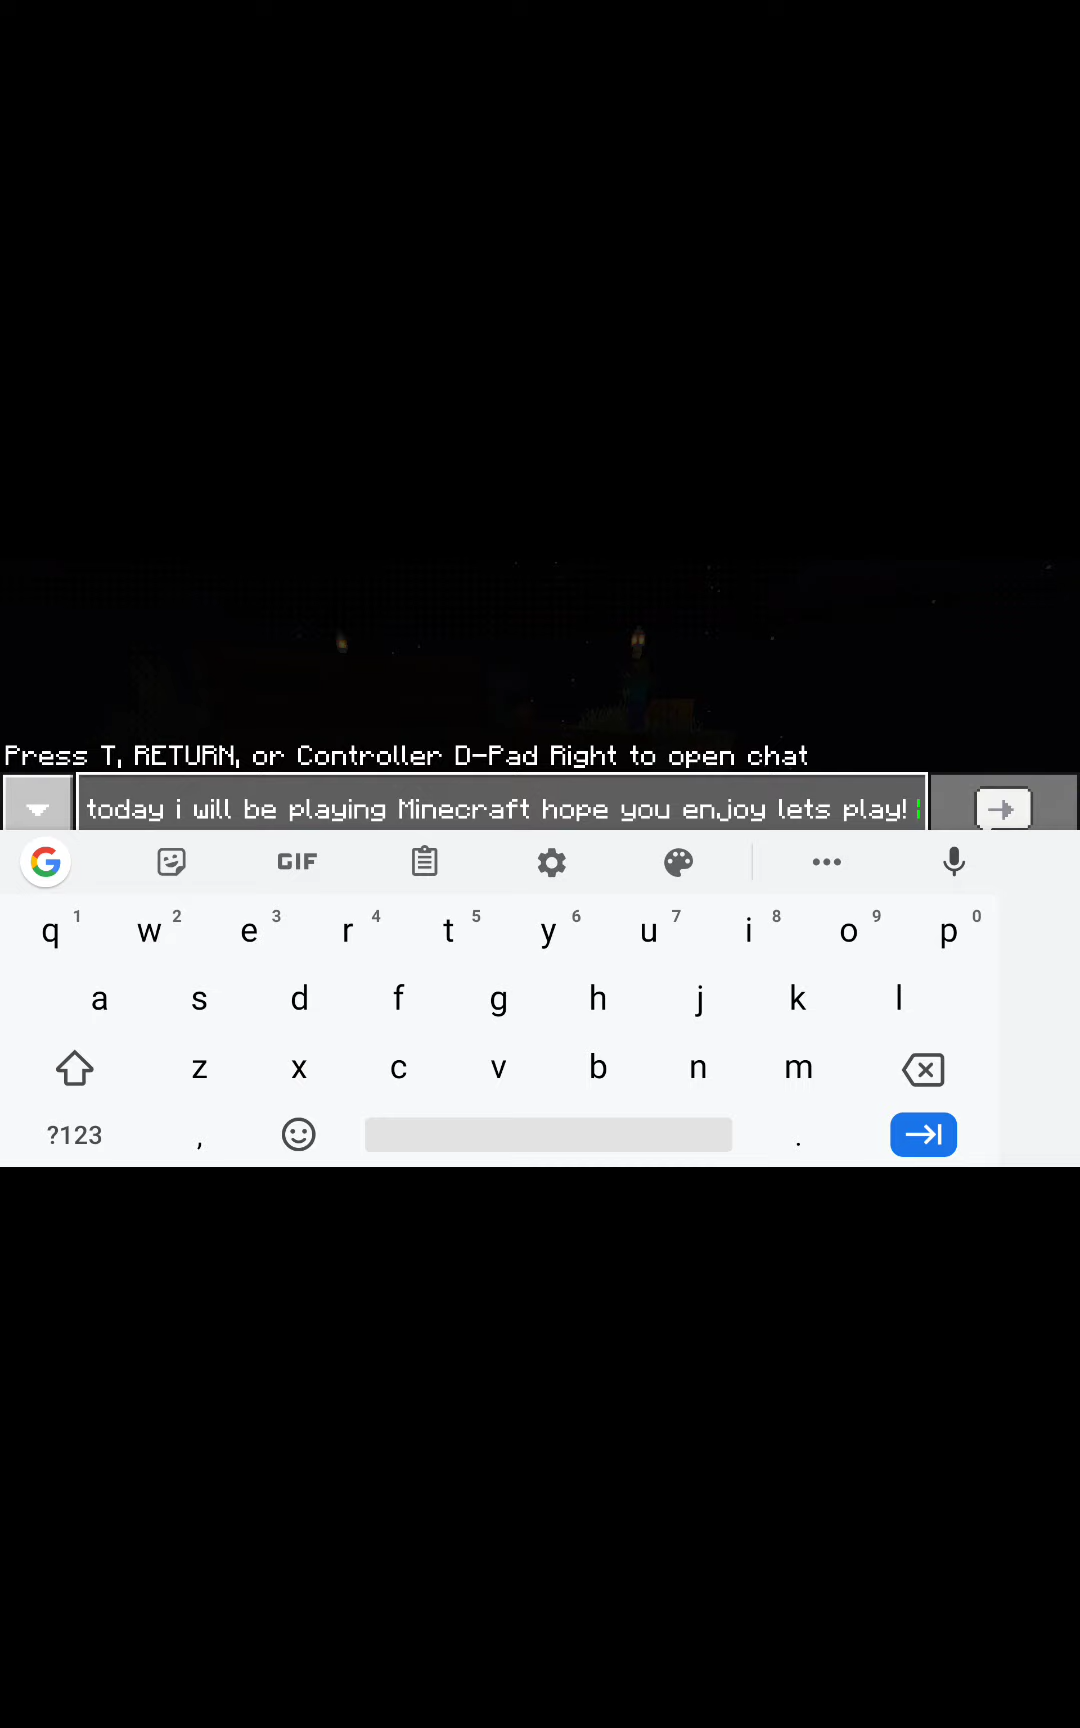 Press T, RETURN, or Controller D-Pad Right to open chat
today i will be playing Minecraft hope you enjoy lets play!
G GIF
q 1 w 2 e 3 r 4 t 5 y 6 u 7 i 8 o 9 p 0
a s d f g h j k l
z x c v b n m
?123 , .